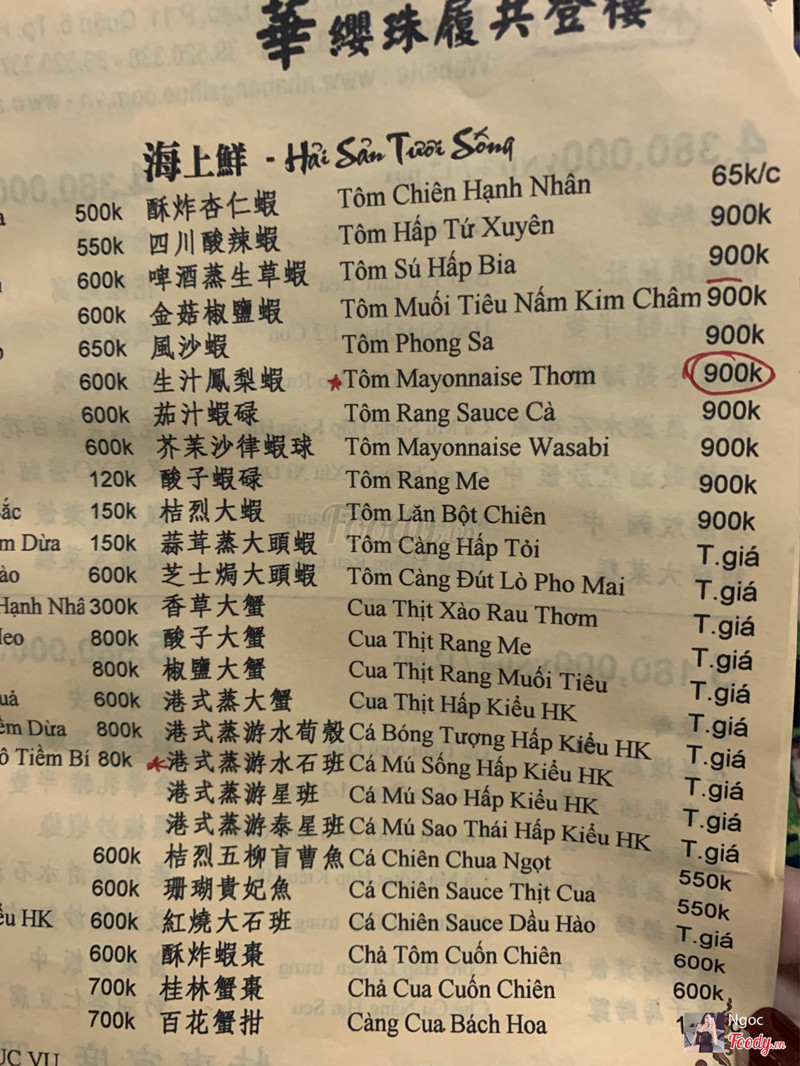 華纓珠履共登樓
海上鮮 - Hải Sản Tươi Sống
500k 酥炸杏仁蝦 Tôm Chiên Hạnh Nhân 65k/c
550k 四川酸辣蝦 Tôm Hấp Tứ Xuyên 900k
600k 啤酒蒸生草蝦 Tôm Sú Hấp Bia 900k
600k 金菇椒鹽蝦 Tôm Muối Tiêu Nấm Kim Châm 900k
650k 風沙蝦 Tôm Phong Sa 900k
600k 生汁鳳梨蝦 Tôm Mayonnaise Thơm 900k
600k 茄汁蝦碌 Tôm Rang Sauce Cà 900k
600k 芥茉沙律蝦球 Tôm Mayonnaise Wasabi 900k
120k 酸子蝦碌 Tôm Rang Me 900k
150k 桔烈大蝦 Tôm Lăn Bột Chiên 900k
m Dừa 150k 蒜茸蒸大頭蝦 Tôm Càng Hấp Tỏi T.giá
ào 600k 芝士焗大頭蝦 Tôm Càng Đút Lò Pho Mai T.giá
Hạnh Nhâ 300k 香草大蟹 Cua Thịt Xào Rau Thơm T.giá
800k 酸子大蟹 Cua Thịt Rang Me T.giá
800k 椒鹽大蟹 Cua Thịt Rang Muối Tiêu T.giá
uả 600k 港式蒸大蟹 Cua Thịt Hấp Kiểu HK T.giá
ềm Dừa 800k 港式蒸游水荀殼 Cá Bóng Tượng Hấp Kiểu HK T.giá
ô Tiềm Bí 80k 港式蒸游水石班 Cá Mú Sống Hấp Kiểu HK T.giá
港式蒸游星班 Cá Mú Sao Hấp Kiểu HK T.giá
港式蒸游泰星班 Cá Mú Sao Thái Hấp Kiểu HK T.giá
600k 桔烈五柳盲曹魚 Cá Chiên Chua Ngọt 550k
600k 珊瑚貴妃魚 Cá Chiên Sauce Thịt Cua 550k
ểu HK 600k 紅燒大石班 Cá Chiên Sauce Dầu Hào T.giá
600k 酥炸蝦棗 Chả Tôm Cuốn Chiên 600k
700k 桂林蟹棗 Chả Cua Cuốn Chiên 600k
700k 百花蟹拑 Càng Cua Bách Hoa
ỤC VỤ
Ngoc
Foody.vn